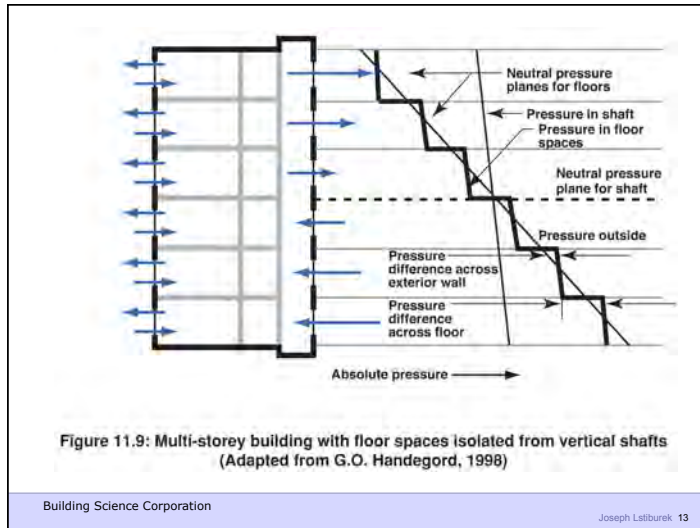 Neutral pressure
planes for floors
Pressure in shaft
Pressure in floor
spaces
Neutral pressure
plane for shaft
Pressure outside
Pressure
difference across
exterior wall
Pressure
difference
across floor
Absolute pressure
Figure 11.9: Multi-storey building with floor spaces isolated from vertical shafts
(Adapted from G.O. Handegord, 1998)
Building Science Corporation
Joseph Lstiburek 13